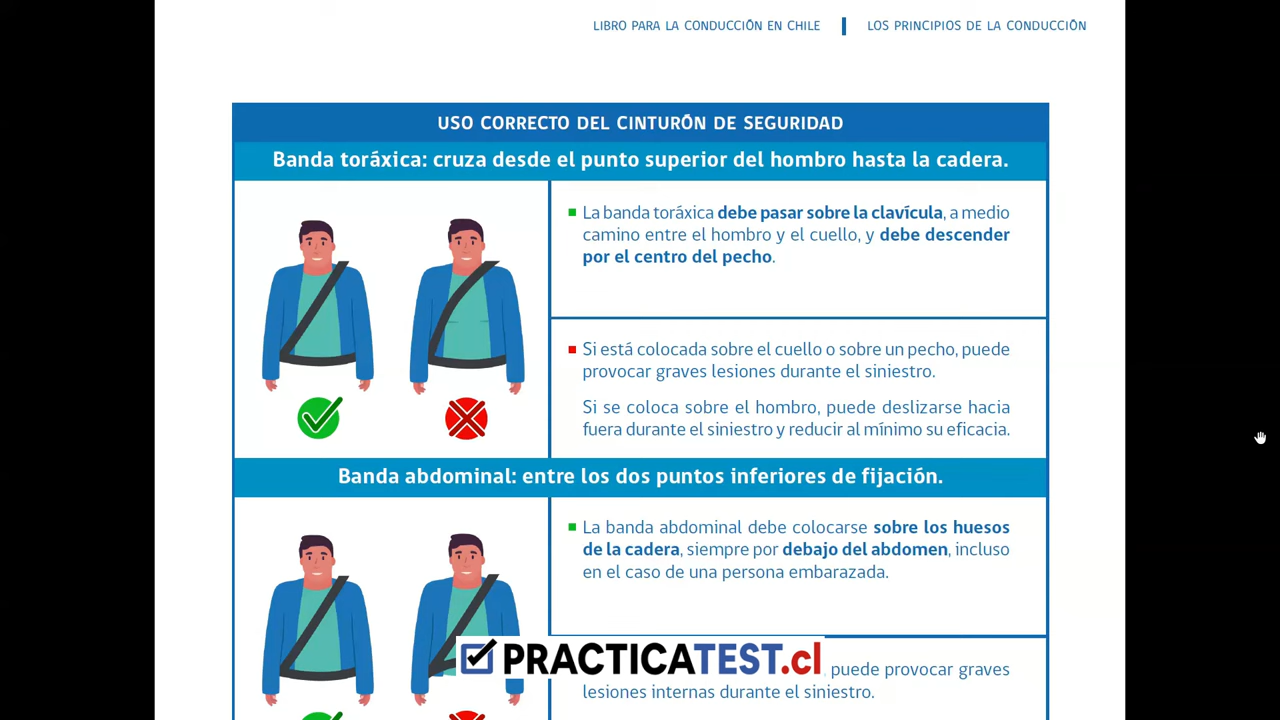 LIBRO PARA LA CONDUCCIÓN EN CHILE | LOS PRINCIPIOS DE LA CONDUCCIÓN
USO CORRECTO DEL CINTURÓN DE SEGURIDAD
Banda toráxica: cruza desde el punto superior del hombro hasta la cadera.
La banda toráxica debe pasar sobre la clavícula, a medio
camino entre el hombro y el cuello, y debe descender
por el centro del pecho.
Si está colocada sobre el cuello o sobre un pecho, puede
provocar graves lesiones durante el siniestro.
Si se coloca sobre el hombro, puede deslizarse hacia
fuera durante el siniestro y reducir al mínimo su eficacia.
Banda abdominal: entre los dos puntos inferiores de fijación.
La banda abdominal debe colocarse sobre los huesos
de la cadera, siempre por debajo del abdomen, incluso
en el caso de una persona embarazada.
PRACTICATEST.cl
puede provocar graves
lesiones internas durante el siniestro.